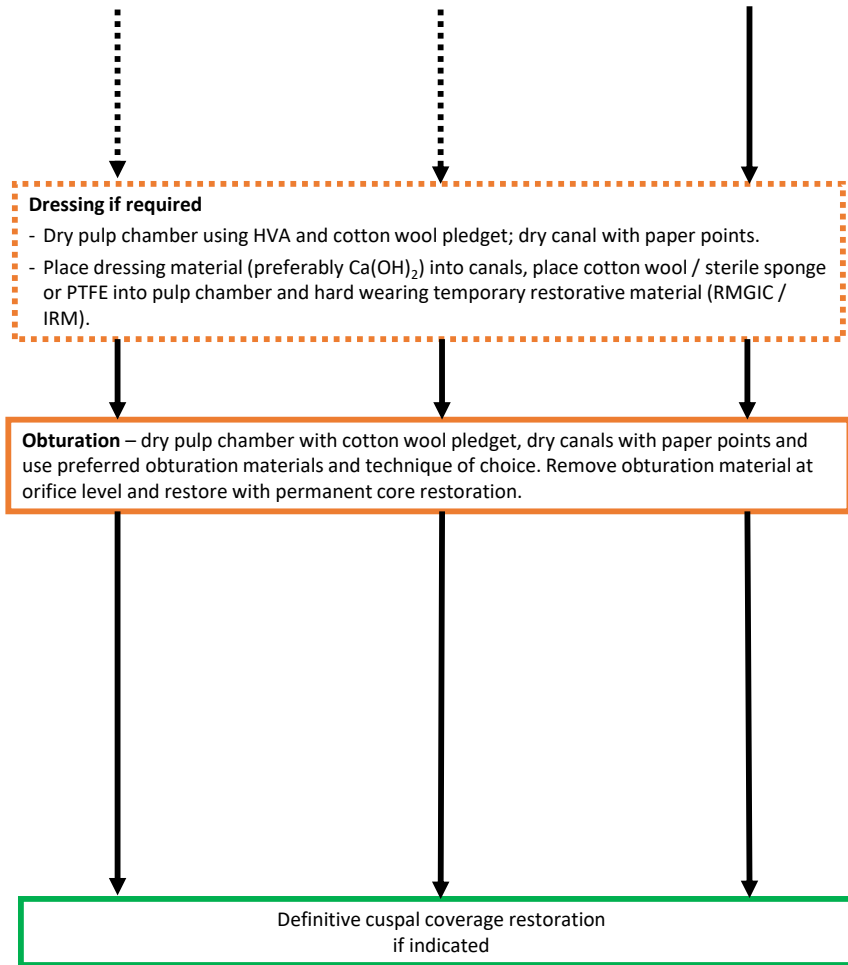 Dressing if required
- Dry pulp chamber using HVA and cotton wool pledget; dry canal with paper points.
- Place dressing material (preferably Ca(OH)₂) into canals, place cotton wool / sterile sponge
or PTFE into pulp chamber and hard wearing temporary restorative material (RMGIC /
IRM).
Obturation – dry pulp chamber with cotton wool pledget, dry canals with paper points and
use preferred obturation materials and technique of choice. Remove obturation material at
orifice level and restore with permanent core restoration.
Definitive cuspal coverage restoration
if indicated